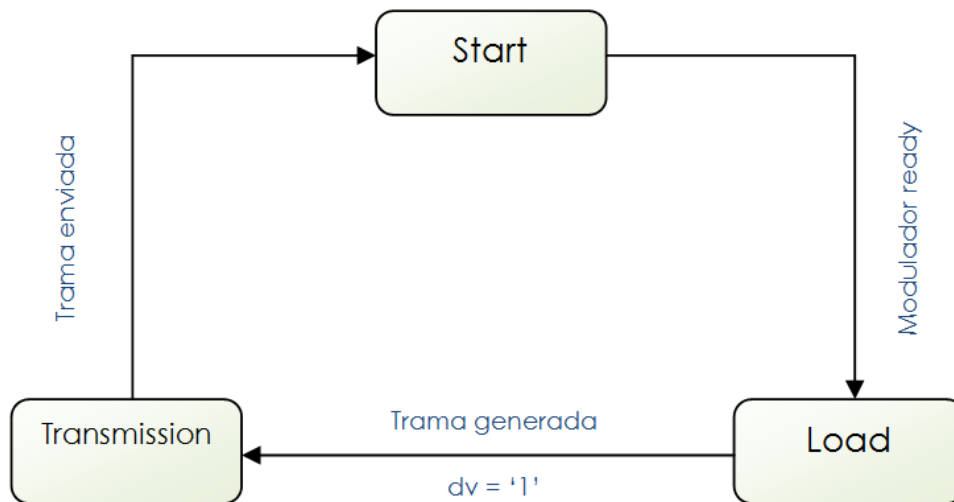 Start
Trama enviada
Modulador ready
Transmission
Trama generada
dv = ‘1’
Load